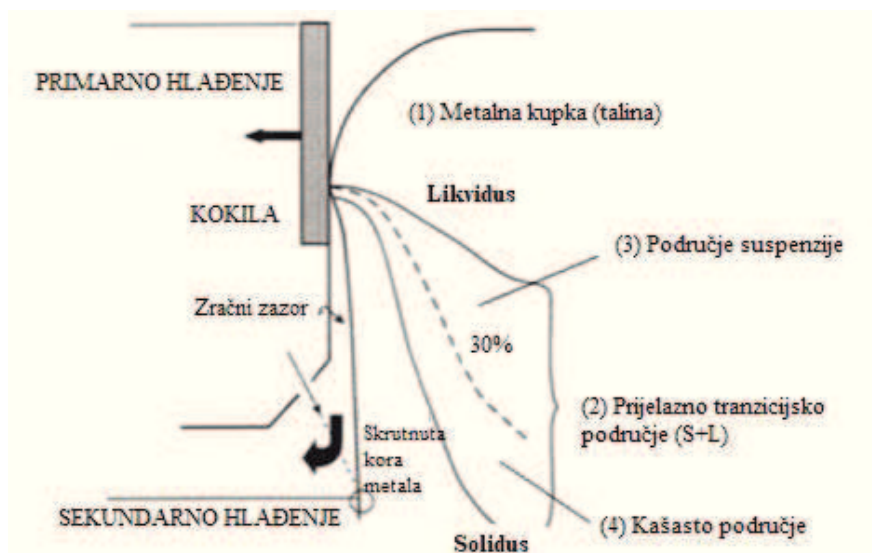 PRIMARNO HLAĐENJE
(1) Metalna kupka (talina)
Likvidus
KOKILA
(3) Područje suspenzije
Zračni zazor
30%
(2) Prijelazno tranzicijsko
područje (S+L)
Skrutnuta
kora
metala
SEKUNDARNO HLAĐENJE
(4) Kašasto područje
Solidus